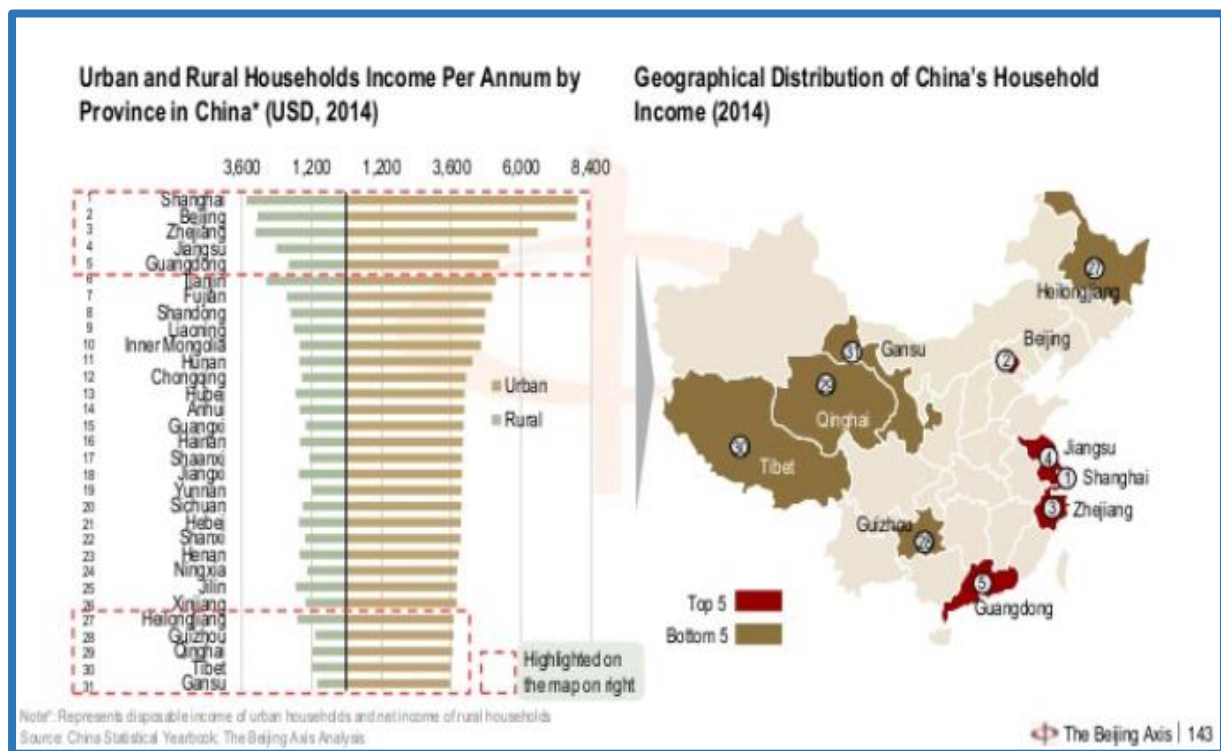 Urban and Rural Households Income Per Annum by
Province in China* (USD, 2014)
3,600 1,200 1,200 3,600 6,000 8,400
1 Shanghai
2 Beijing
3 Zhejiang
4 Jiangsu
5 Guangdong
6 Tianjin
7 Fujian
8 Shandong
9 Liaoning
10 Inner Mongolia
11 Hunan
12 Chongqing
13 Hubei
14 Anhui
15 Guangxi
16 Hainan
17 Shaanxi
18 Jiangxi
19 Yunnan
20 Sichuan
21 Hebei
22 Shanxi
23 Henan
24 Ningxia
25 Jilin
26 Xinjiang
27 Heilongjiang
28 Guizhou
29 Qinghai
30 Tibet
31 Gansu
Urban
Rural
Highlighted on
the map on right
Geographical Distribution of China's Household
Income (2014)
27
Heilongjiang
Beijing
2
31 Gansu
29
Qinghai
30
Tibet
Jiangsu
4
1 Shanghai
3 Zhejiang
Guizhou
28
5
Guangdong
Top 5
Bottom 5
Note*: Represents disposable income of urban households and net income of rural households
Source: China Statistical Yearbook; The Beijing Axis Analysis
The Beijing Axis | 143